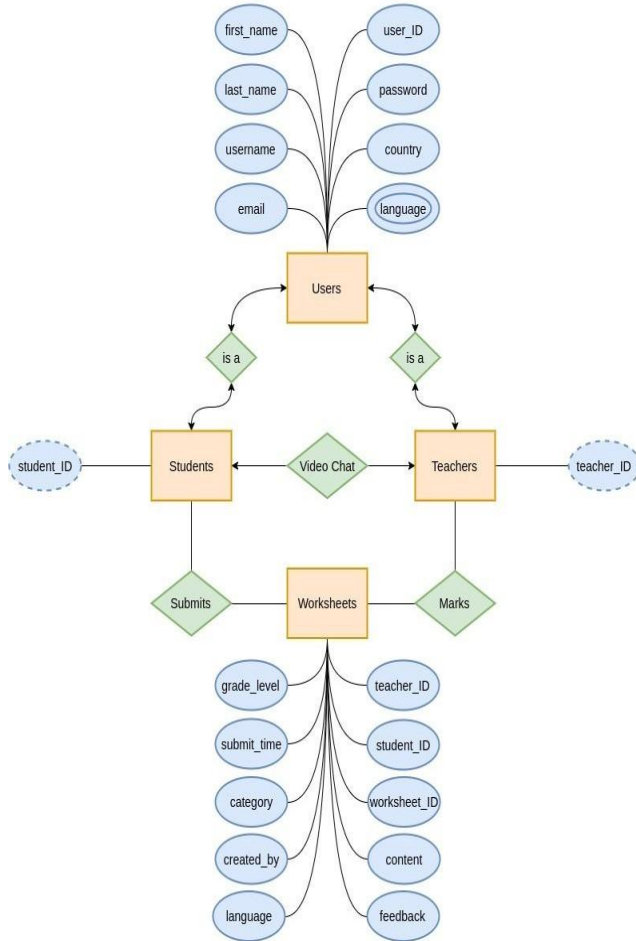 first_name
user_ID
last_name
password
username
country
email
language
Users
is a
is a
student_ID
Students
Video Chat
Teachers
teacher_ID
Submits
Worksheets
Marks
grade_level
teacher_ID
submit_time
student_ID
category
worksheet_ID
created_by
content
language
feedback